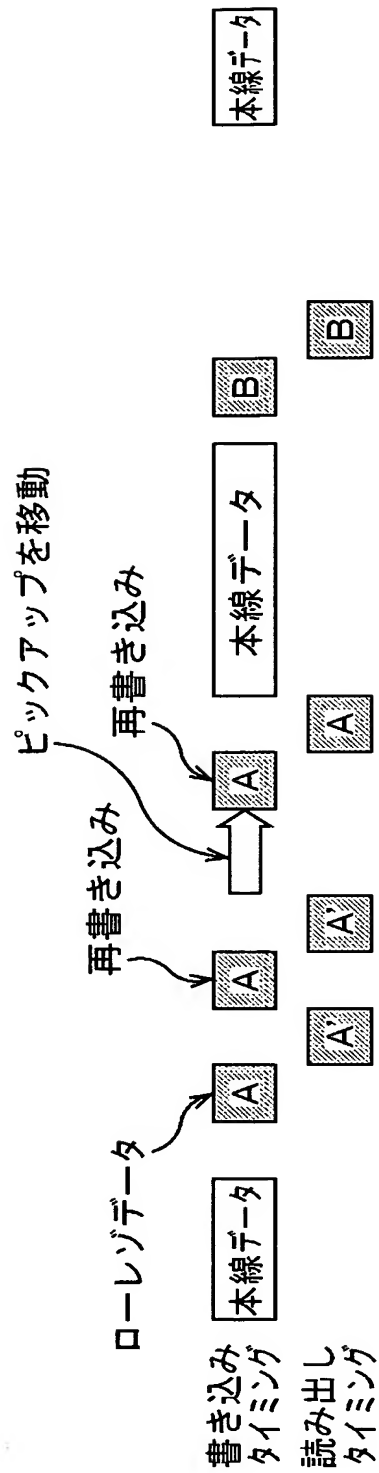 ピックアップを移動
再書き込み
再書き込み
ローレゾデータ
書き込み
タイミング
本線データ
A
A
A
本線データ
B
本線データ
読み出し
タイミング
A'
A'
A
B